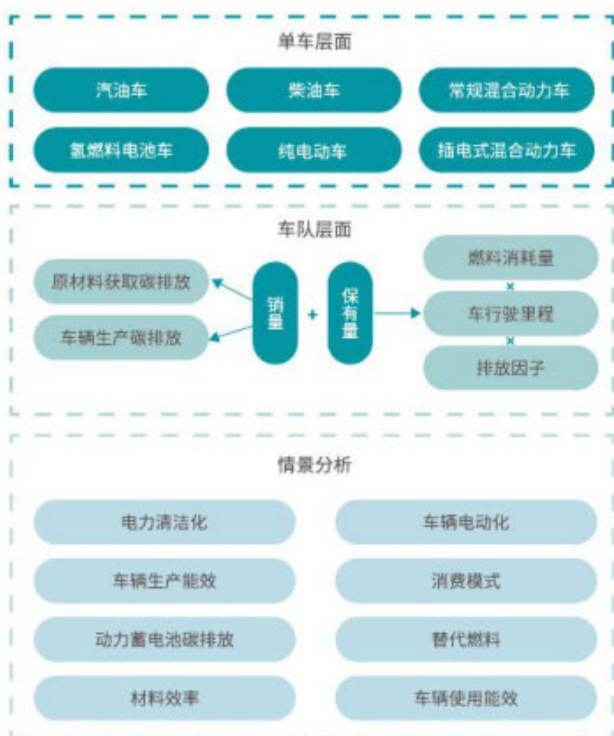 单车层面
汽油车
柴油车
常规混合动力车
氢燃料电池车
纯电动车
插电式混合动力车
车队层面
原材料获取碳排放
车辆生产碳排放
销量
+
保有量
燃料消耗量
×
车行驶里程
×
排放因子
情景分析
电力清洁化
车辆电动化
车辆生产能效
消费模式
动力蓄电池碳排放
替代燃料
材料效率
车辆使用能效